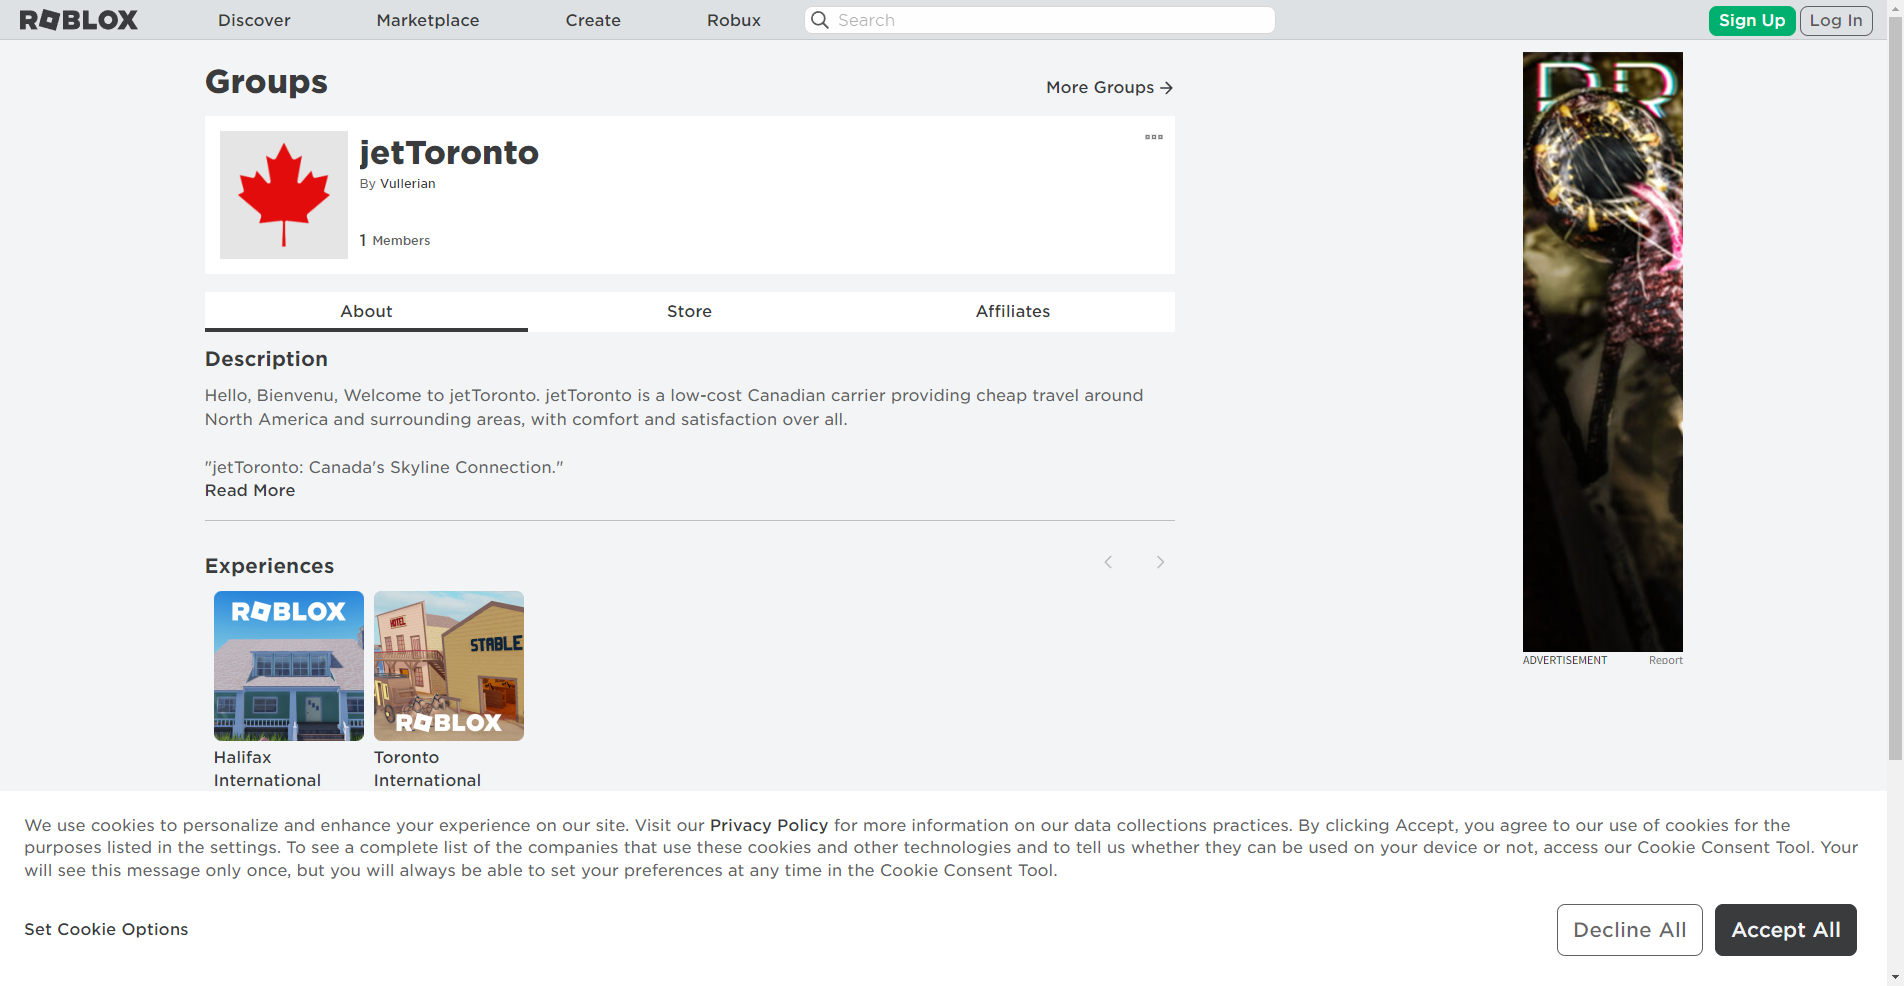 ROBLOX
Discover
Marketplace
Create
Robux
Search
Sign Up
Log In
Groups
More Groups
jetToronto
By Vullerian
1 Members
About
Store
Affiliates
Description
Hello, Bienvenu, Welcome to jetToronto. jetToronto is a low-cost Canadian carrier providing cheap travel around
North America and surrounding areas, with comfort and satisfaction over all.
"jetToronto: Canada's Skyline Connection."
Read More
Experiences
ROBLOX
HOTEL
STABLE
ROBLOX
Halifax
International
Toronto
International
ADVERTISEMENT
Report
We use cookies to personalize and enhance your experience on our site. Visit our Privacy Policy for more information on our data collections practices. By clicking Accept, you agree to our use of cookies for the
purposes listed in the settings. To see a complete list of the companies that use these cookies and other technologies and to tell us whether they can be used on your device or not, access our Cookie Consent Tool. Your
will see this message only once, but you will always be able to set your preferences at any time in the Cookie Consent Tool.
Set Cookie Options
Decline All
Accept All